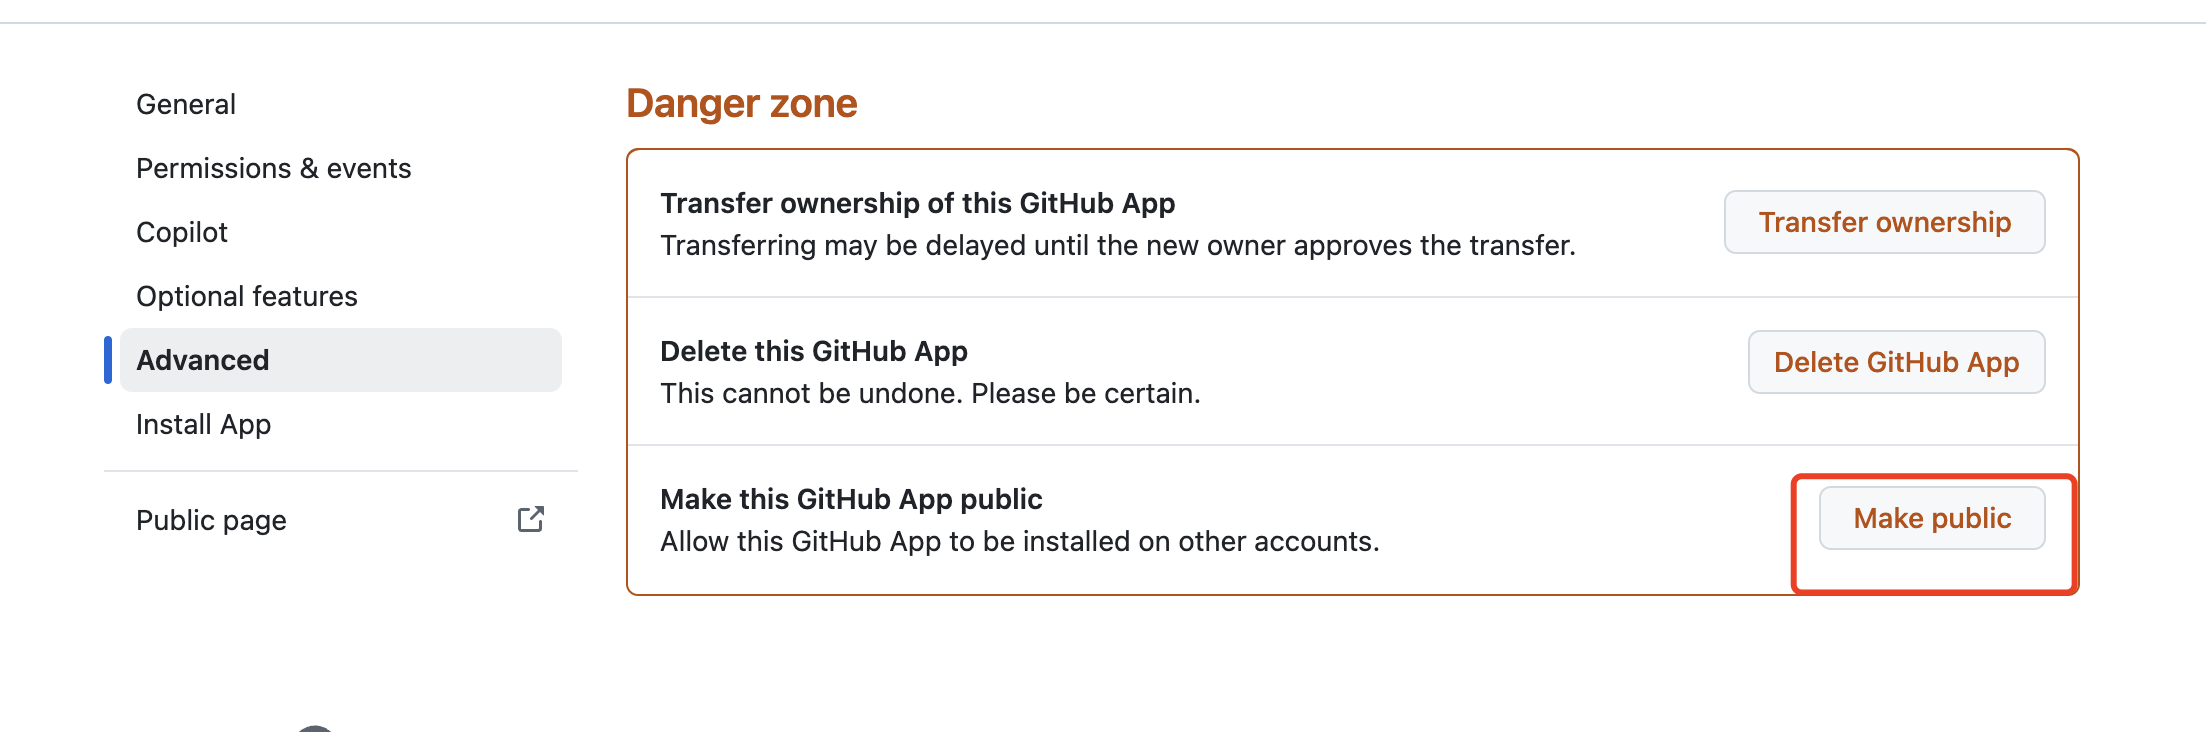 General
Permissions & events
Copilot
Optional features
Advanced
Install App
Public page
Danger zone
Transfer ownership of this GitHub App
Transferring may be delayed until the new owner approves the transfer.
Transfer ownership
Delete this GitHub App
This cannot be undone. Please be certain.
Delete GitHub App
Make this GitHub App public
Allow this GitHub App to be installed on other accounts.
Make public